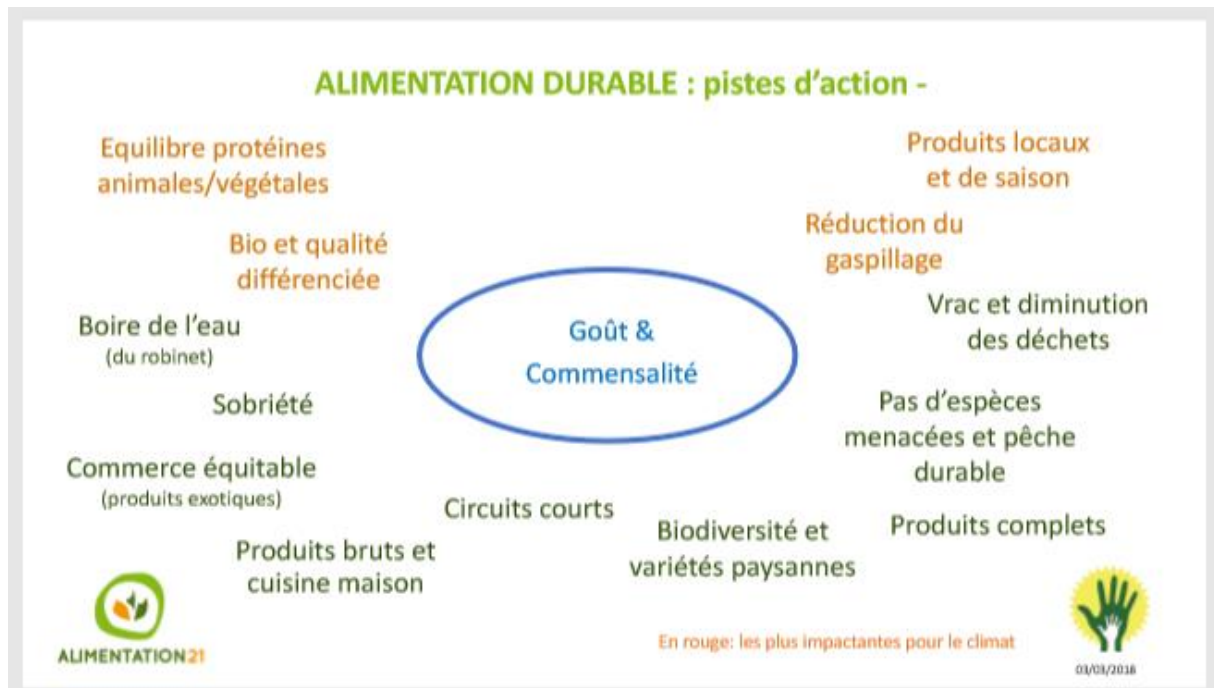 ALIMENTATION DURABLE : pistes d'action -
Equilibre protéines
animales/végétales
Produits locaux
et de saison
Bio et qualité
différenciée
Réduction du
gaspillage
Boire de l'eau
(du robinet)
Goût &
Commensalité
Vrac et diminution
des déchets
Sobriété
Pas d'espèces
menacées et pêche
durable
Commerce équitable
(produits exotiques)
Circuits courts
Biodiversité et
variétés paysannes
Produits complets
Produits bruts et
cuisine maison
ALIMENTATION21
En rouge: les plus impactantes pour le climat
03/03/2018